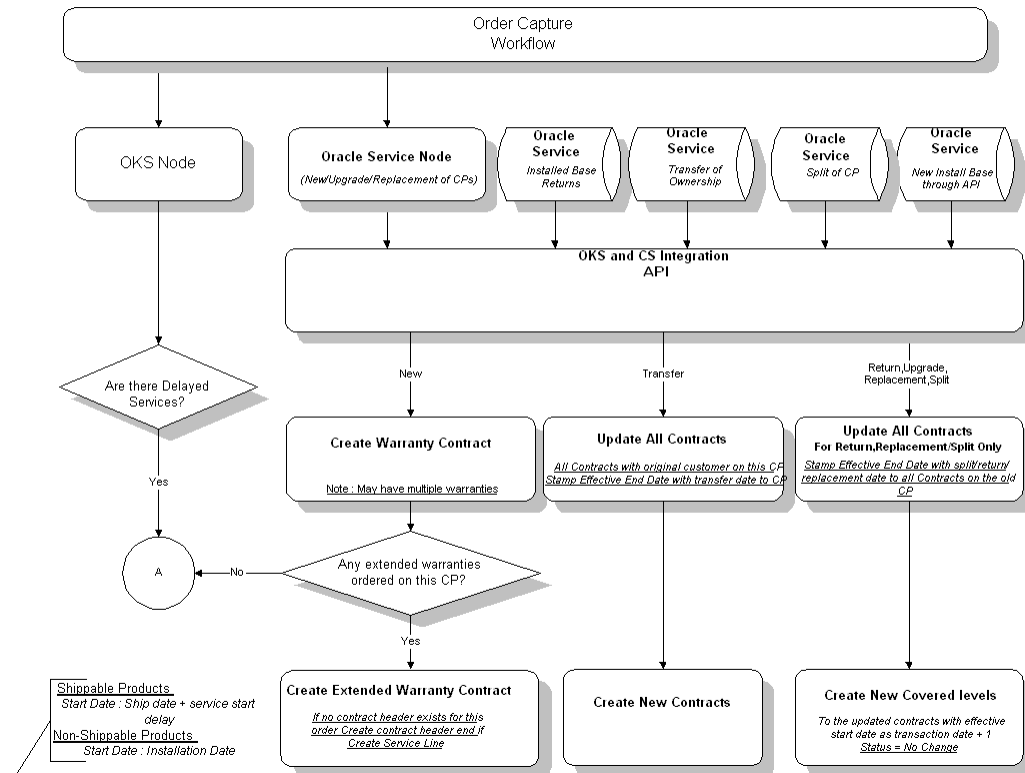 Order Capture
Workflow
OKS Node
Oracle Service Node
(New/Upgrade/Replacement of CPs)
Oracle
Service
Installed Base
Returns
Oracle
Service
Transfer of
Ownership
Oracle
Service
Split of CP
Oracle
Service
New Install Base
through API
OKS and CS Integration
API
Are there Delayed
Services?
New
Transfer
Return,Upgrade,
Replacement,Split
Create Warranty Contract
Note : May have multiple warranties
Update All Contracts
All Contracts with original customer on this CP
Stamp Effective End Date with transfer date to CP
Update All Contracts
For Return,Replacement/Split Only
Stamp Effective End Date with split/return/
replacement date to all Contracts on the old
CP
Yes
A
No
Any extended warranties
ordered on this CP?
Yes
Shippable Products
Start Date : Ship date + service start
delay
Non-Shippable Products
Start Date : Installation Date
Create Extended Warranty Contract
If no contract header exists for this
order Create contract header end if
Create Service Line
Create New Contracts
Create New Covered levels
To the updated contracts with effective
start date as transaction date + 1
Status = No Change